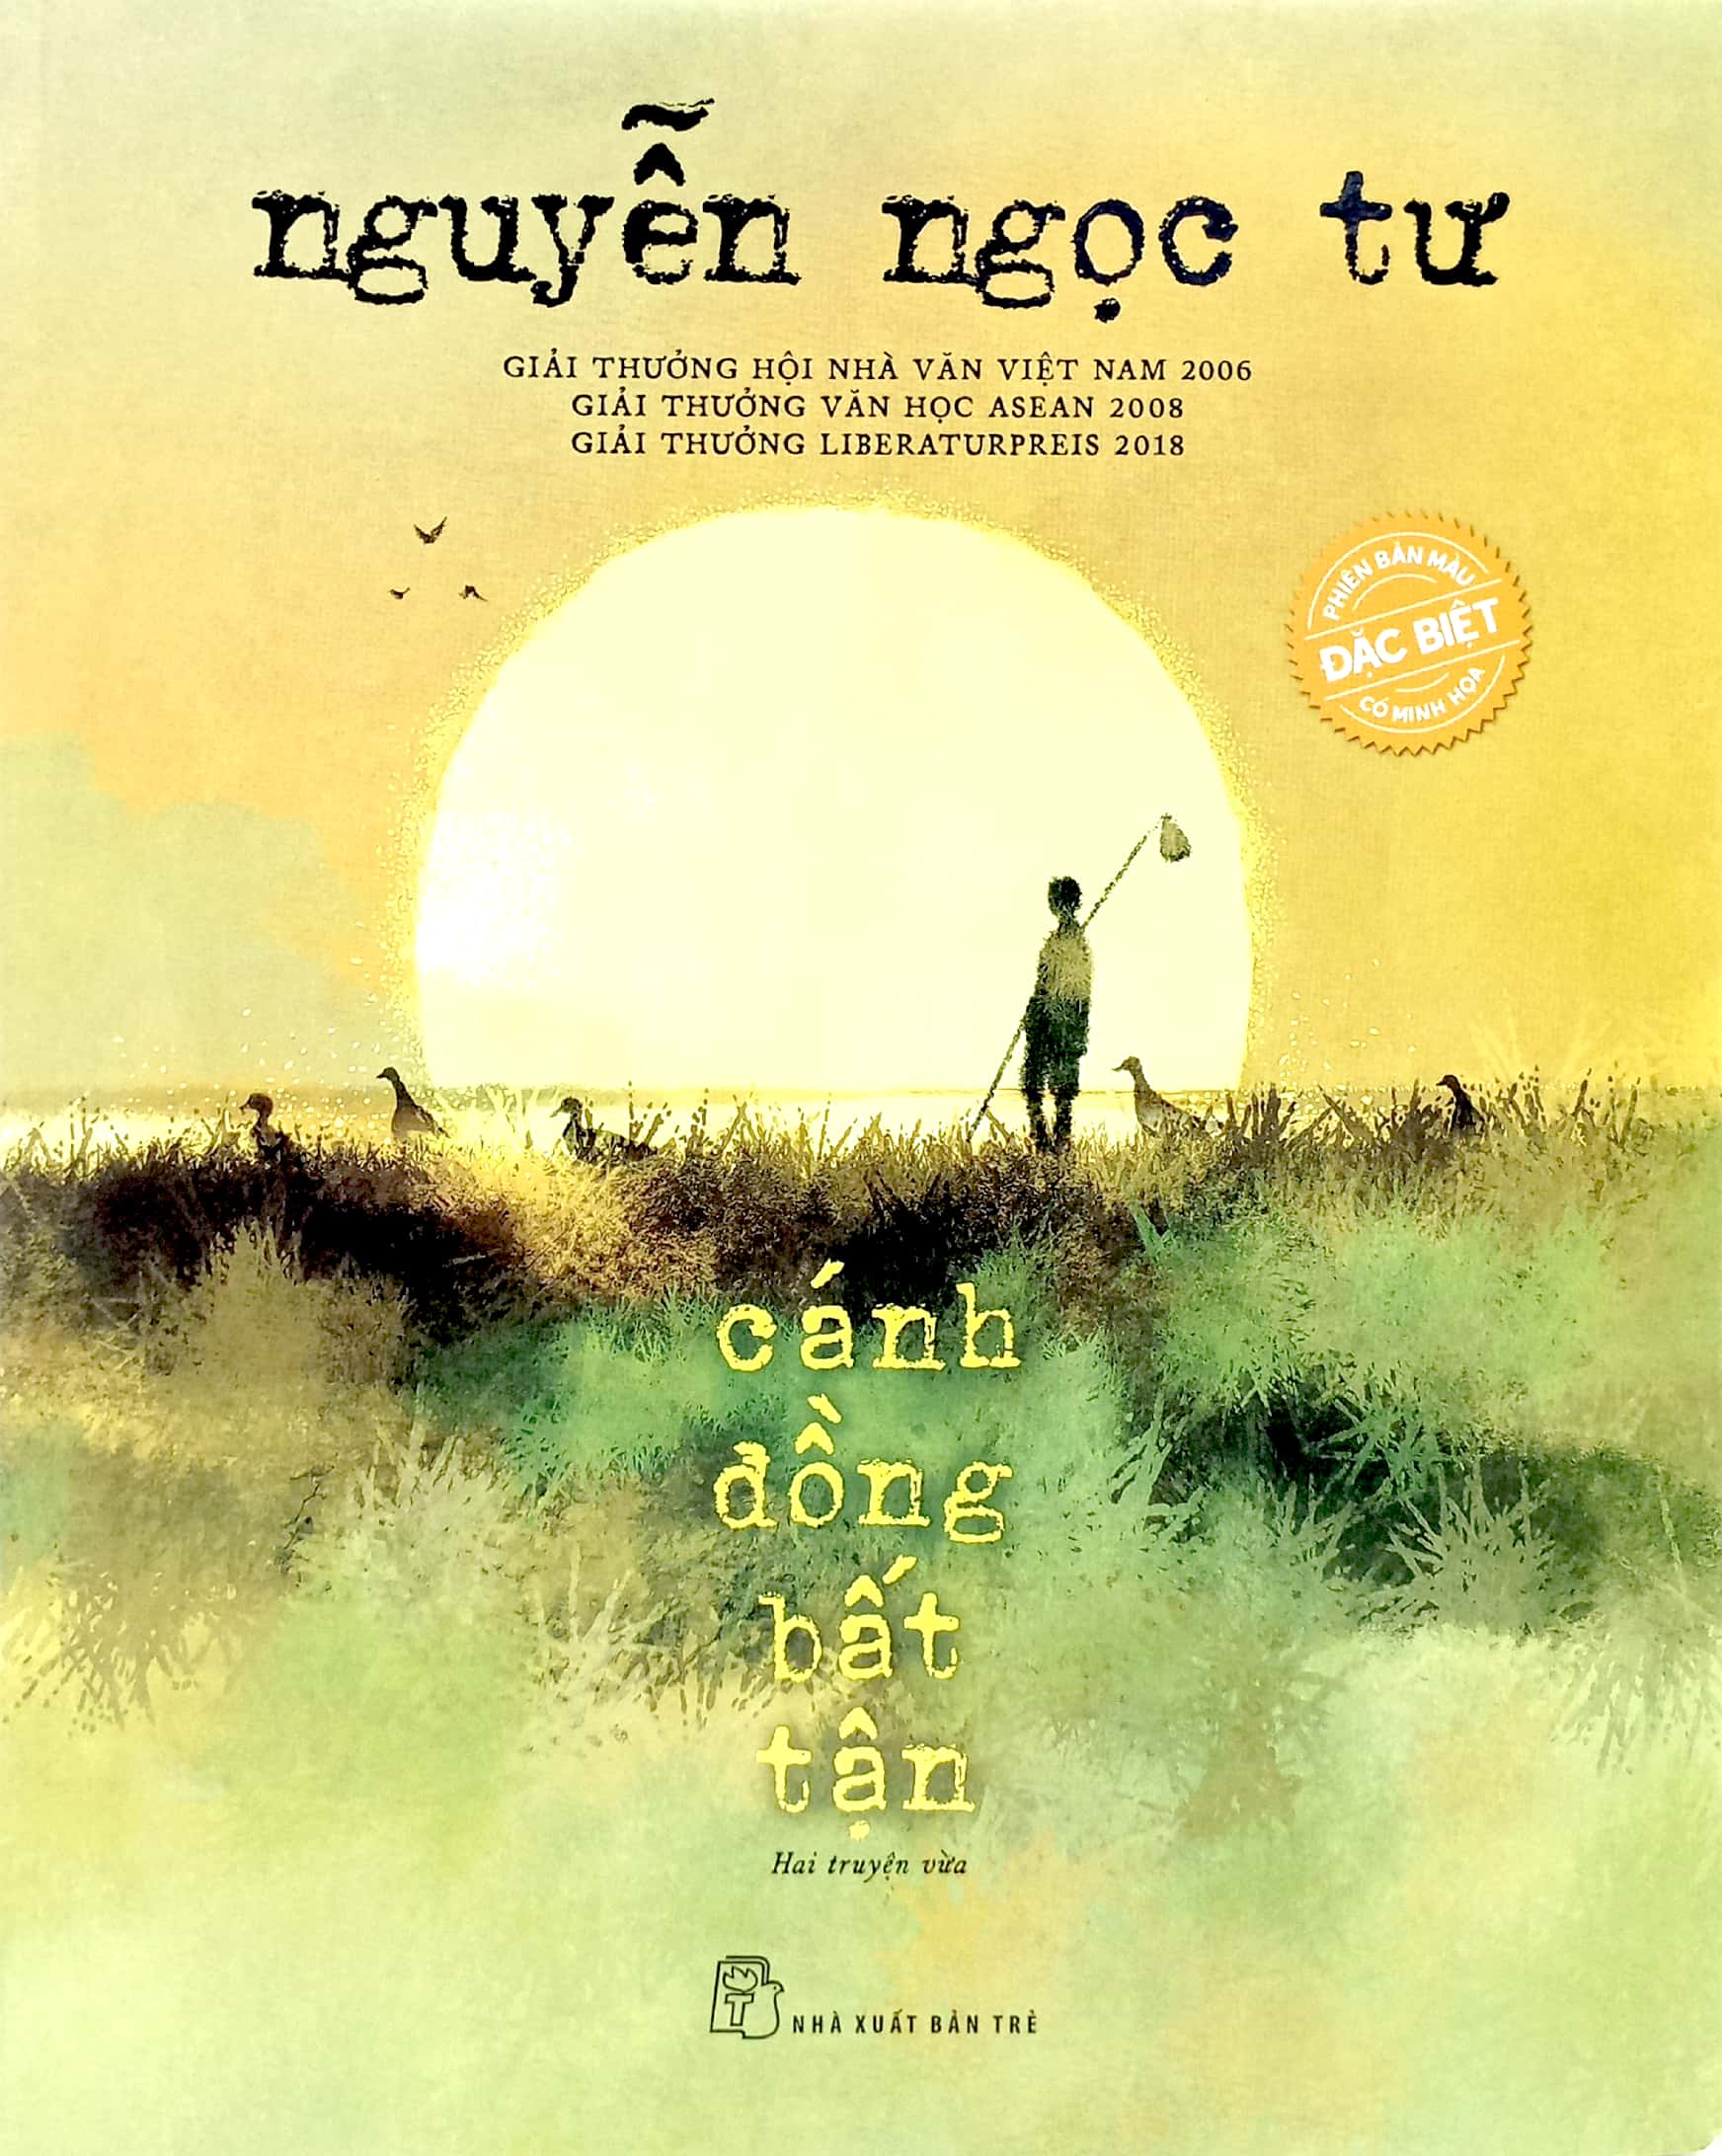 nguyễn ngọc tư
GIẢI THƯỞNG HỘI NHÀ VĂN VIỆT NAM 2006
GIẢI THƯỞNG VĂN HỌC ASEAN 2008
GIẢI THƯỞNG LIBERATURPREIS 2018
PHIÊN BẢN MÀU
ĐẶC BIỆT
CÓ MINH HỌA
cánh
đồng
bất
tận
Hai truyện vừa
T
NHÀ XUẤT BẢN TRẺ